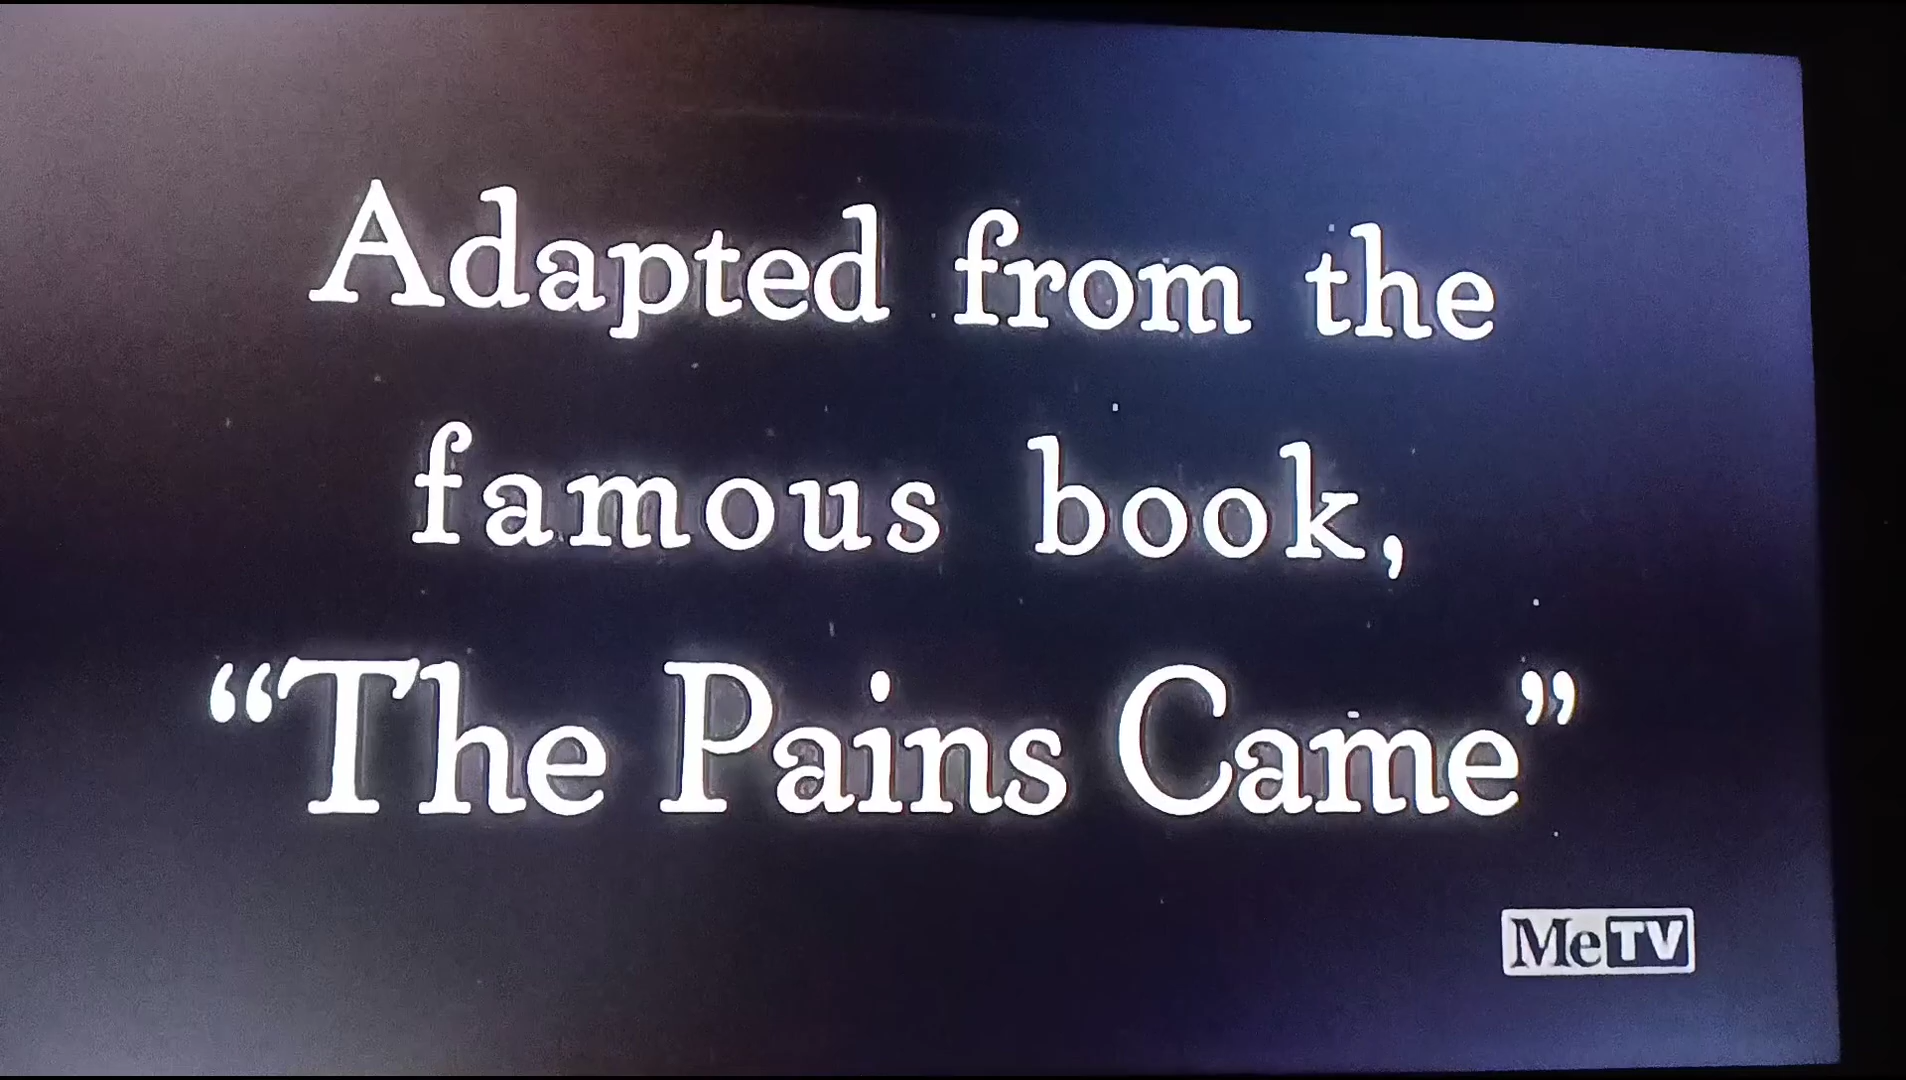 Adapted from the
famous book,
“The Pains Came”
MeTV